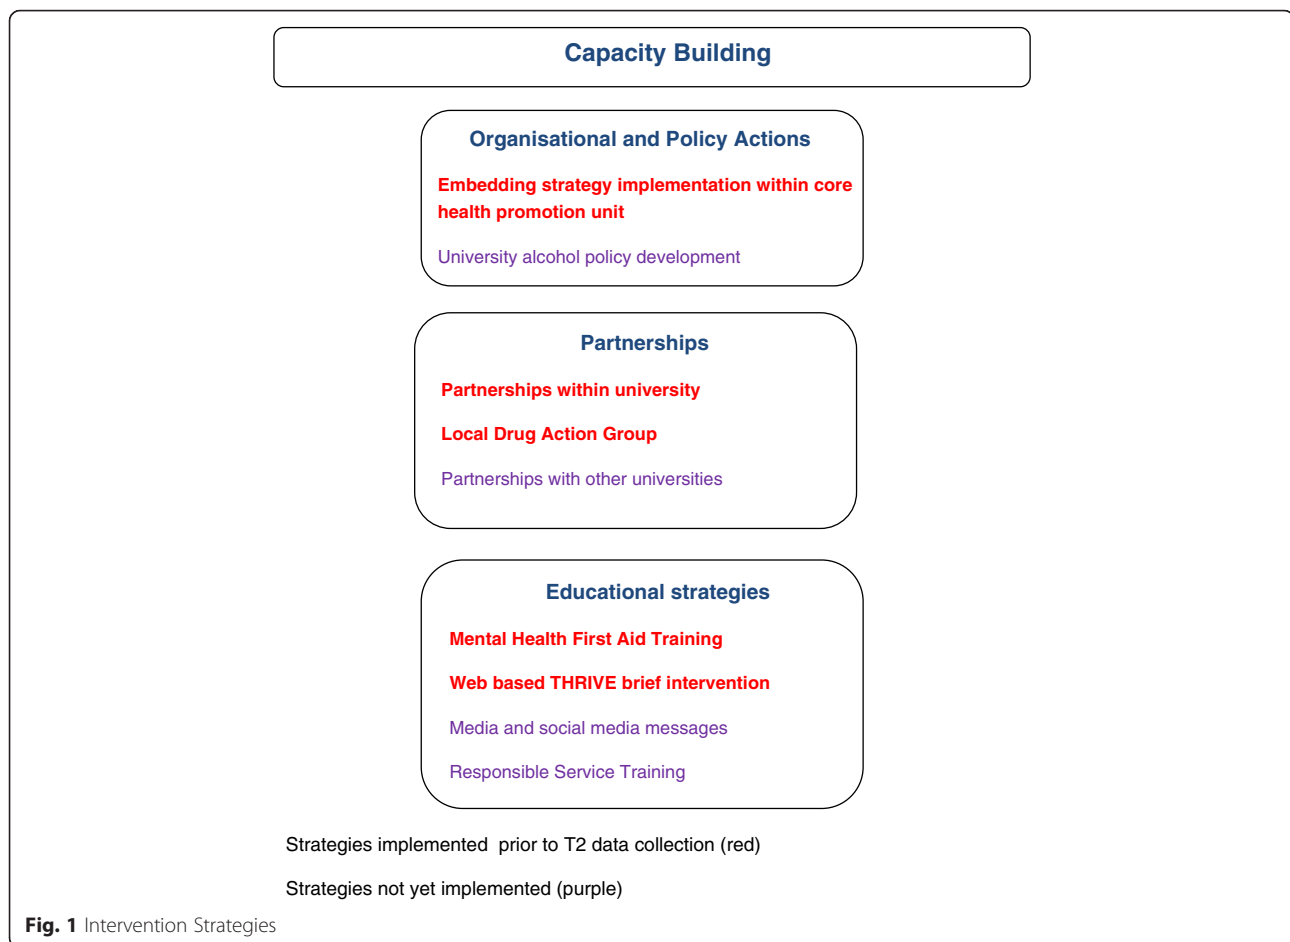 Capacity Building
Organisational and Policy Actions
Embedding strategy implementation within core
health promotion unit
University alcohol policy development
Partnerships
Partnerships within university
Local Drug Action Group
Partnerships with other universities
Educational strategies
Mental Health First Aid Training
Web based THRIVE brief intervention
Media and social media messages
Responsible Service Training
Strategies implemented prior to T2 data collection (red)
Strategies not yet implemented (purple)
Fig. 1 Intervention Strategies